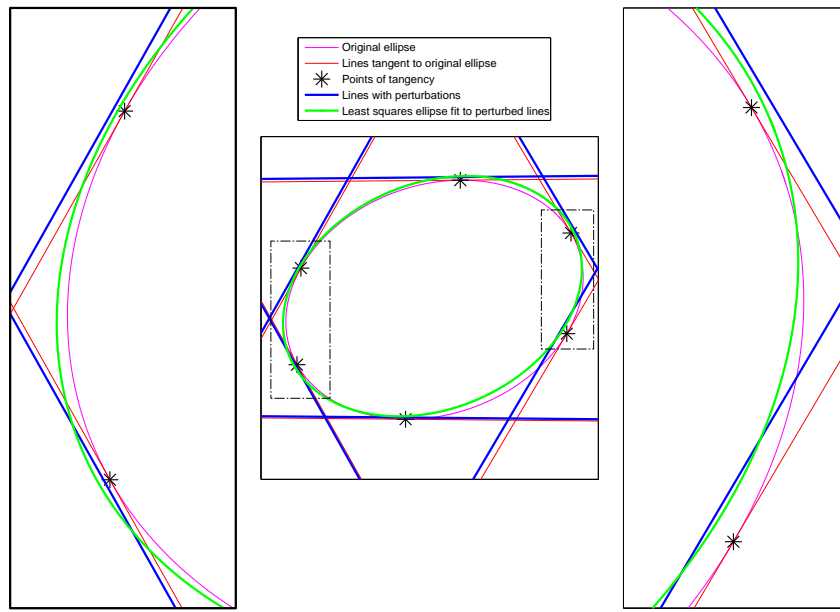 Original ellipse
Lines tangent to original ellipse
Points of tangency
Lines with perturbations
Least squares ellipse fit to perturbed lines